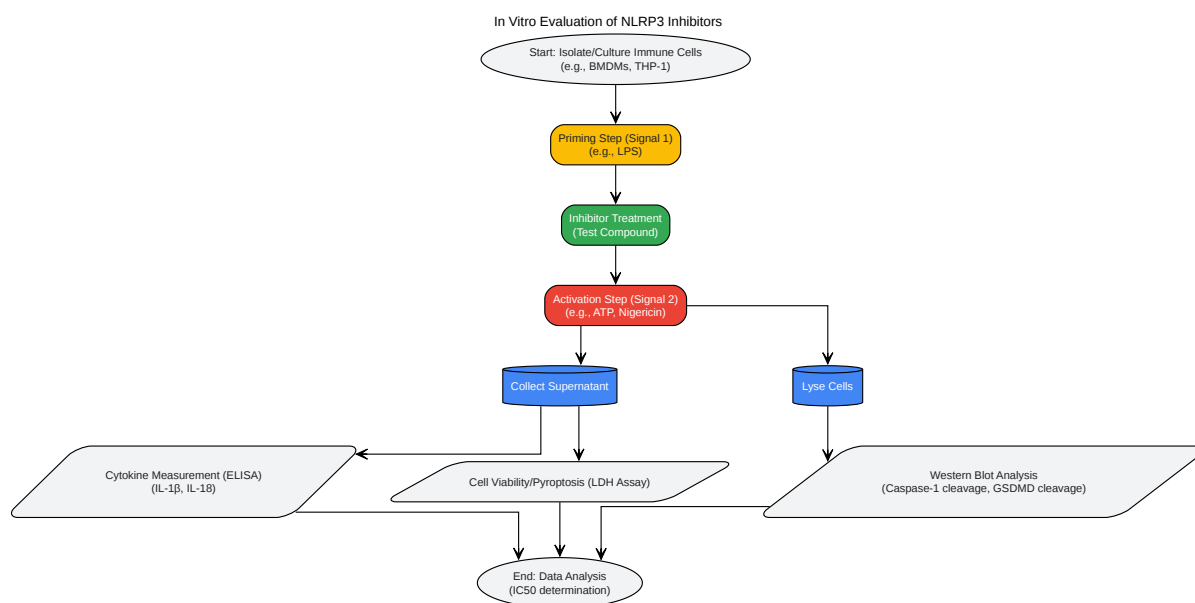 In Vitro Evaluation of NLRP3 Inhibitors
Start: Isolate/Culture Immune Cells
(e.g., BMDMs, THP-1)
Priming Step (Signal 1)
(e.g., LPS)
Inhibitor Treatment
(Test Compound)
Activation Step (Signal 2)
(e.g., ATP, Nigericin)
Collect Supernatant
Lyse Cells
Cytokine Measurement (ELISA)
(IL-1β, IL-18)
Cell Viability/Pyroptosis (LDH Assay)
Western Blot Analysis
(Caspase-1 cleavage, GSDMD cleavage)
End: Data Analysis
(IC50 determination)